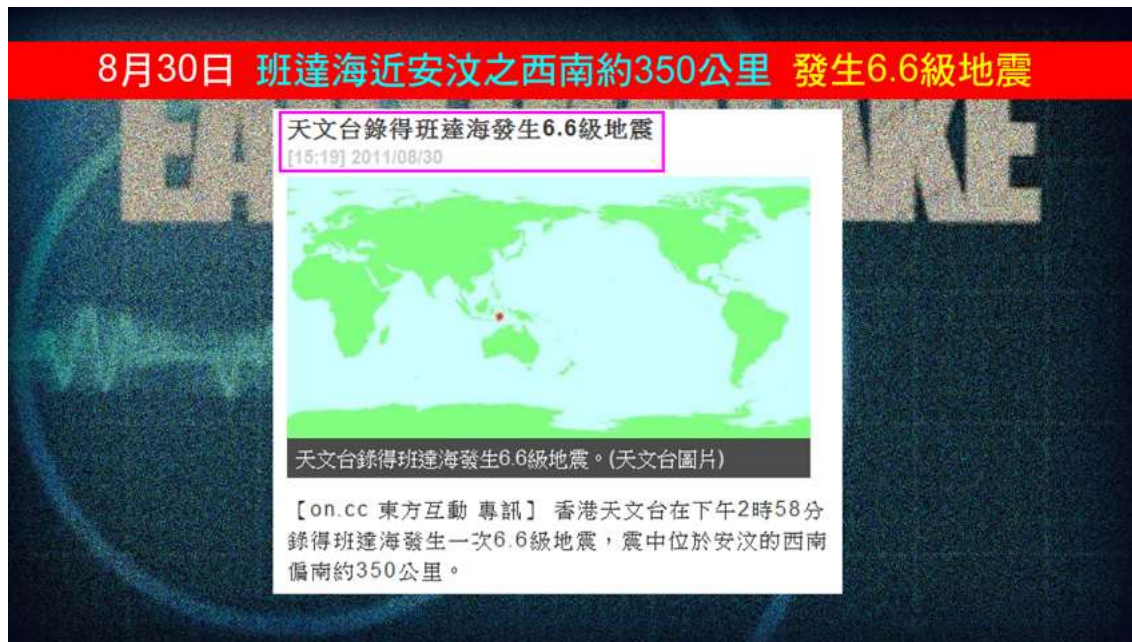 8月30日 班達海近安汶之西南約350公里 發生6.6級地震
天文台錄得班達海發生6.6級地震
[15:19] 2011/08/30
天文台錄得班達海發生6.6級地震。(天文台圖片)
【on.cc 東方互動 專訊】 香港天文台在下午2時58分
錄得班達海發生一次6.6級地震，震中位於安汶的西南
偏南約350公里。